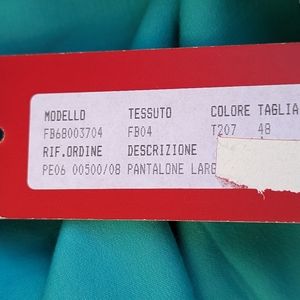 MODELLO TESSUTO COLORE TAGLIA
FB68003704 FB04 T207 48
RIF.ORDINE DESCRIZIONE
PE06 00500/08 PANTALONE LARG